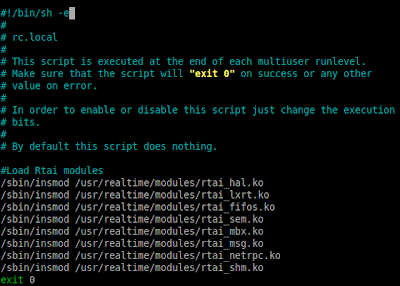 #!/bin/sh -e
#
# rc.local
#
# This script is executed at the end of each multiuser runlevel.
# Make sure that the script will "exit 0" on success or any other
# value on error.
#
# In order to enable or disable this script just change the execution
# bits.
#
# By default this script does nothing.

#Load Rtai modules
/sbin/insmod /usr/realtime/modules/rtai_hal.ko
/sbin/insmod /usr/realtime/modules/rtai_lxrt.ko
/sbin/insmod /usr/realtime/modules/rtai_fifos.ko
/sbin/insmod /usr/realtime/modules/rtai_sem.ko
/sbin/insmod /usr/realtime/modules/rtai_mbx.ko
/sbin/insmod /usr/realtime/modules/rtai_msg.ko
/sbin/insmod /usr/realtime/modules/rtai_netrpc.ko
/sbin/insmod /usr/realtime/modules/rtai_shm.ko
exit 0